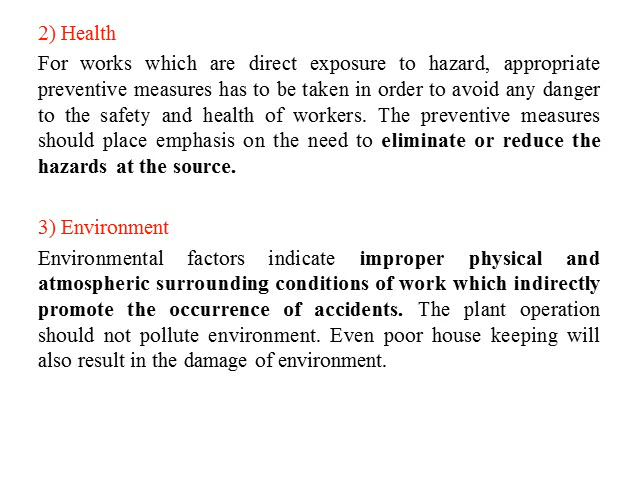 2) Health
For works which are direct exposure to hazard, appropriate
preventive measures has to be taken in order to avoid any danger
to the safety and health of workers. The preventive measures
should place emphasis on the need to eliminate or reduce the
hazards at the source.
3) Environment
Environmental factors indicate improper physical and
atmospheric surrounding conditions of work which indirectly
promote the occurrence of accidents. The plant operation
should not pollute environment. Even poor house keeping will
also result in the damage of environment.